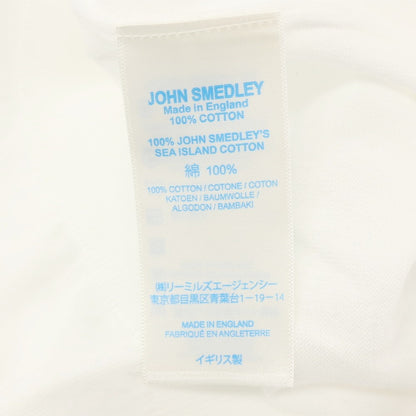 JOHN SMEDLEY
Made in England
100% COTTON
100% JOHN SMEDLEY'S
SEA ISLAND COTTON
綿 100%
100% COTTON / COTONE / COTON
KATOEN / BAUMWOLLE /
ALGODON / BAMBAKI
㈱リーミルズエージェンシー
東京都目黒区青葉台1-19-14
MADE IN ENGLAND
FABRIQUÉ EN ANGLETERRE
イギリス製